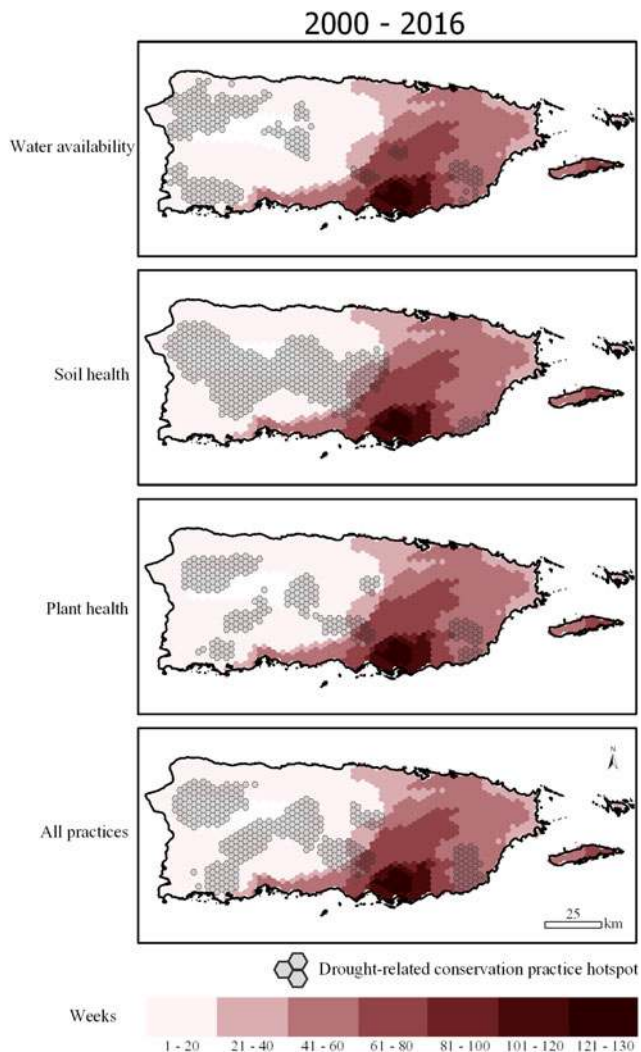 2000 - 2016
Water availability
Soil health
Plant health
N
All practices
25
km
Drought-related conservation practice hotspot
Weeks
1 - 20 21 - 40 41 - 60 61 - 80 81 - 100 101 - 120 121 - 130